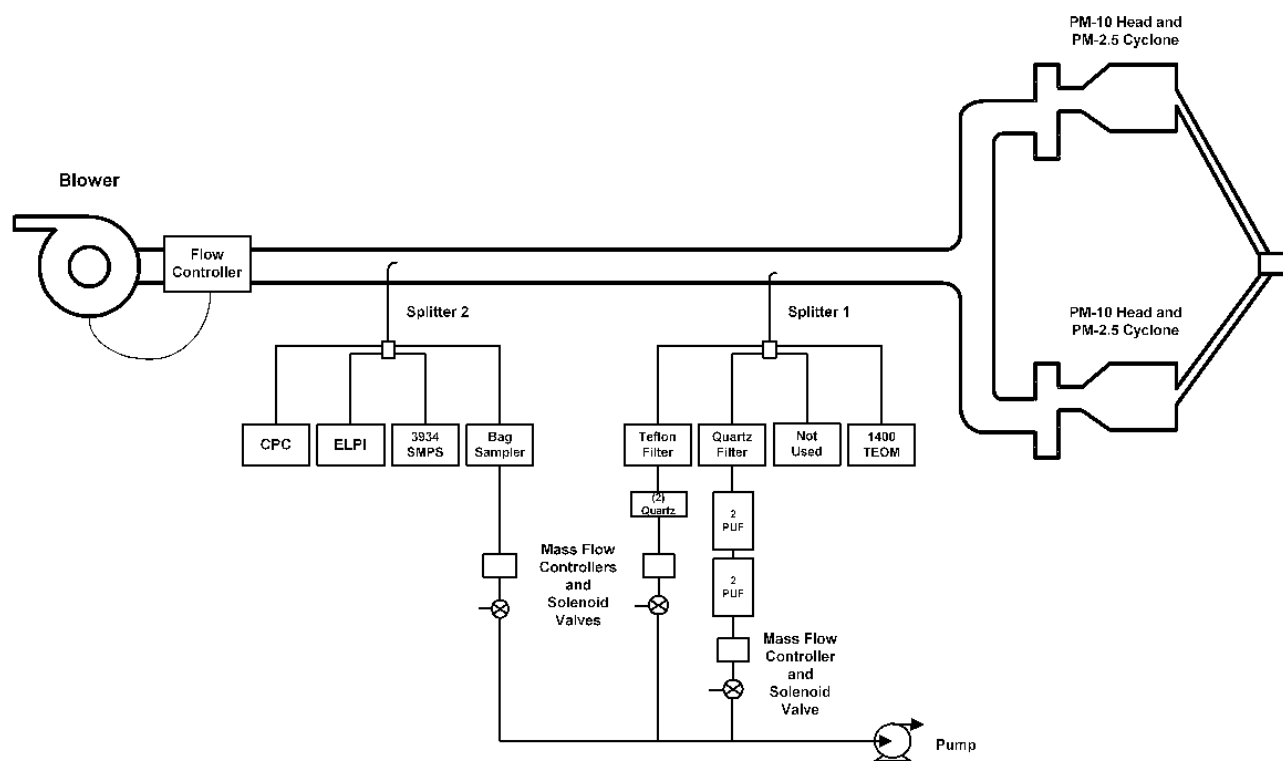 PM-10 Head and
PM-2.5 Cyclone
Blower
Flow
Controller
Splitter 2
Splitter 1
PM-10 Head and
PM-2.5 Cyclone
CPC
ELPI
3934
SMPS
Bag
Sampler
Teflon
Filter
Quartz
Filter
Not
Used
1400
TEOM
(2)
Quartz
2
PUF
2
PUF
Mass Flow
Controllers
and
Solenoid
Valves
Mass Flow
Controller
and
Solenoid
Valve
Pump